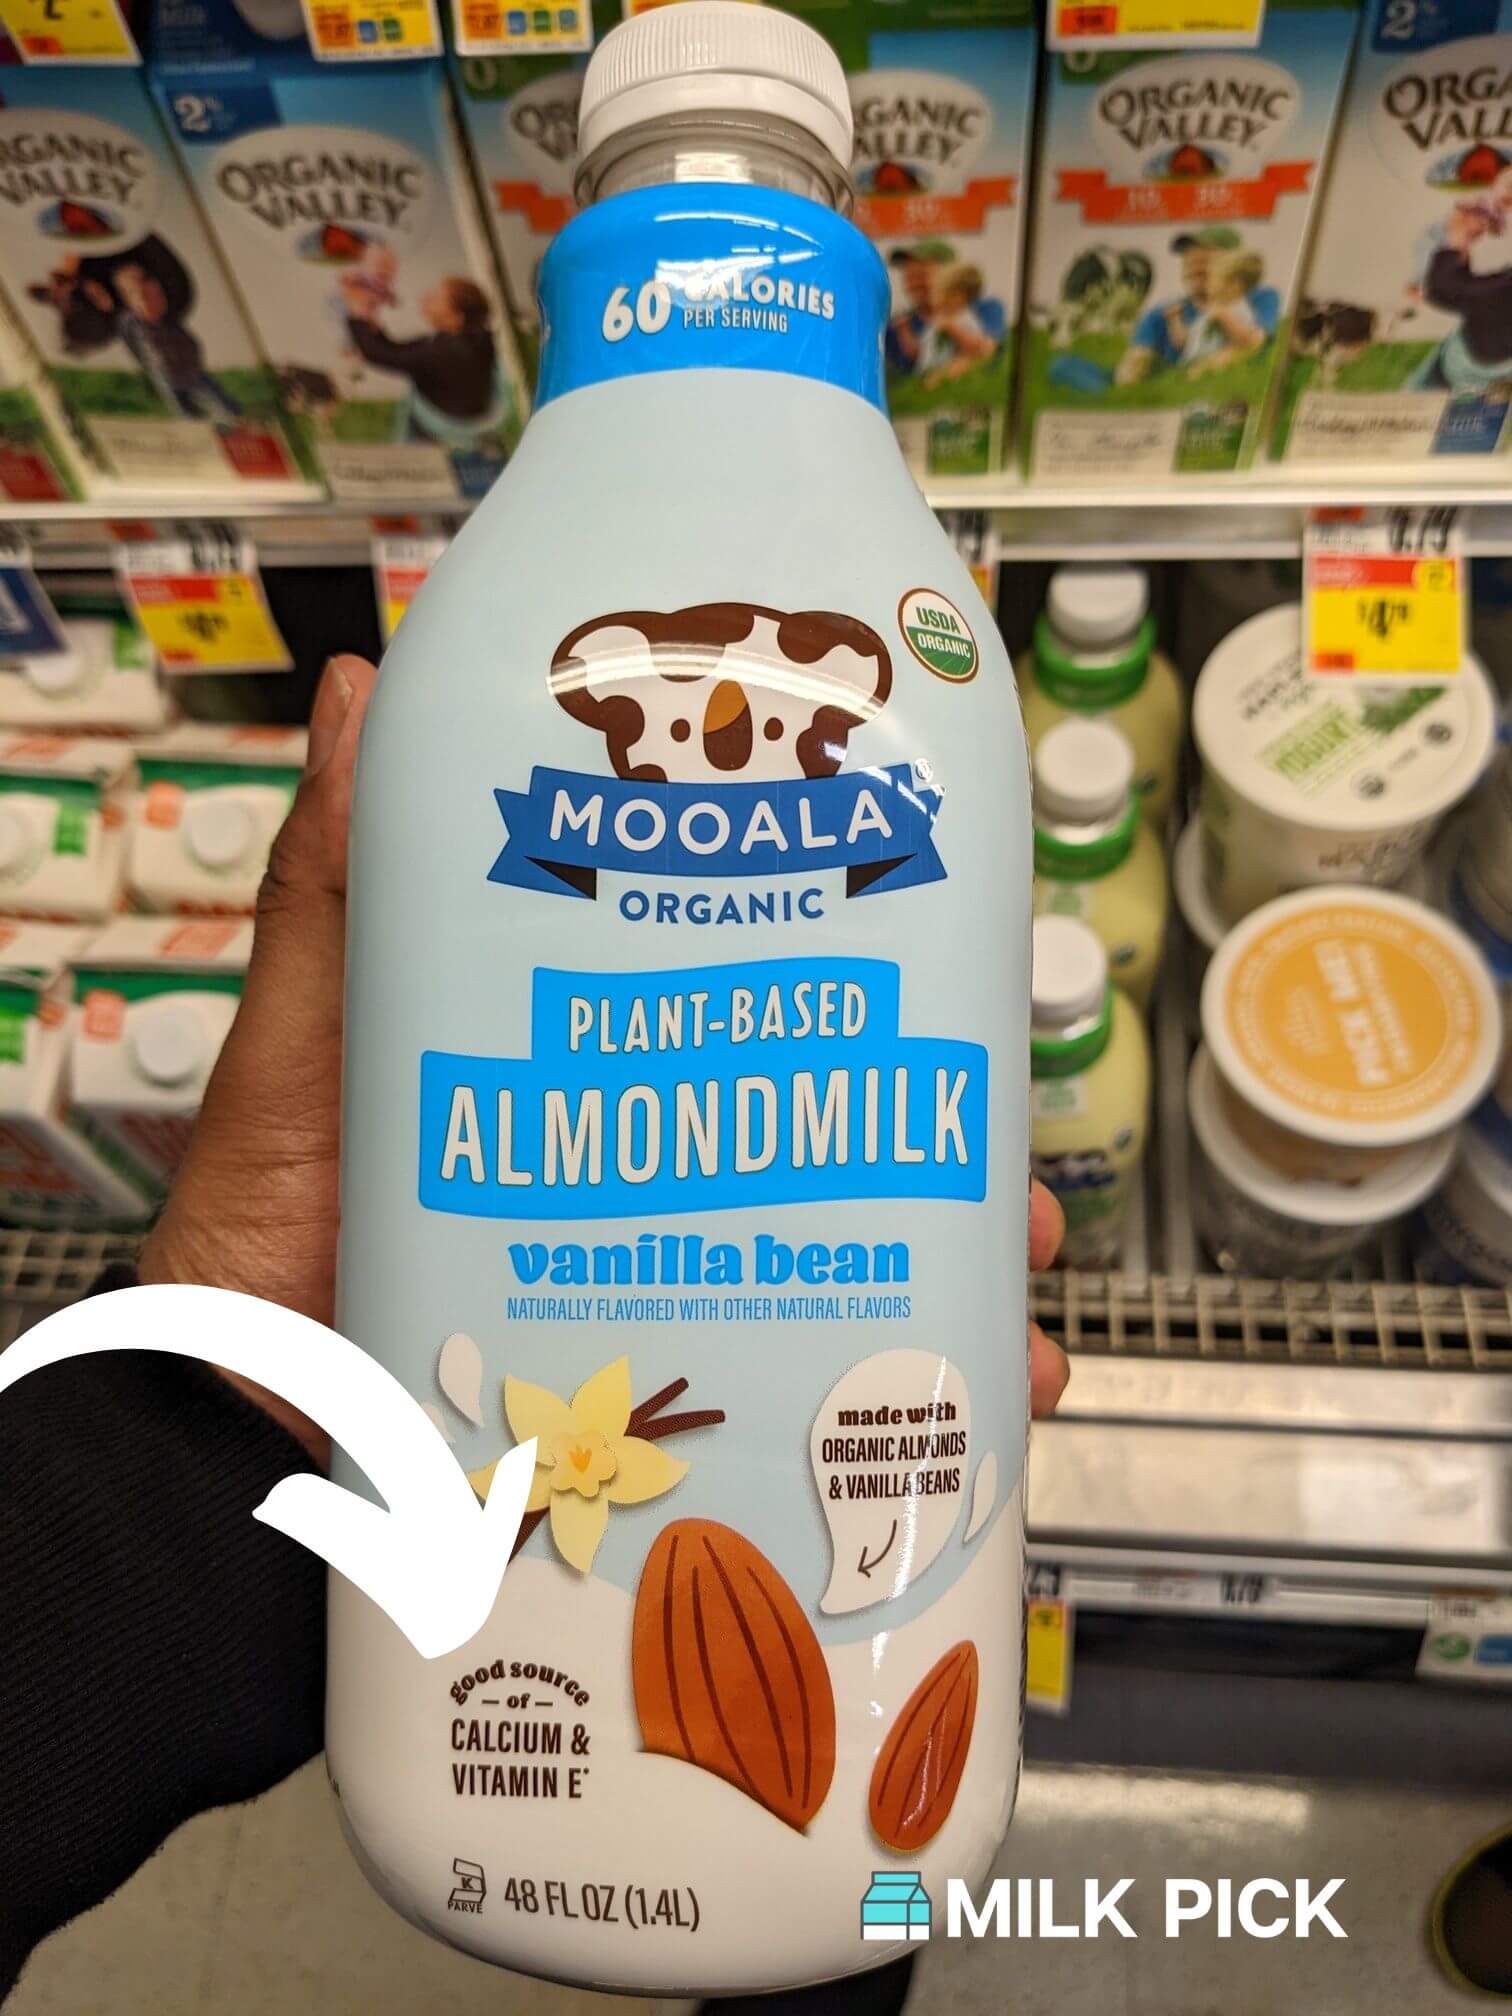 2%
ORGANIC
VALLEY
ORGANIC
VALLEY
ORGANIC
VALLEY
60 CALORIES
PER SERVING
USDA
ORGANIC
MOOALA®
ORGANIC
PLANT-BASED
ALMONDMILK
vanilla bean
NATURALLY FLAVORED WITH OTHER NATURAL FLAVORS
made with
ORGANIC ALMONDS
& VANILLA BEANS
good source
— of —
CALCIUM &
VITAMIN E*
K
PARVE
48 FL OZ (1.4L)
MILK PICK